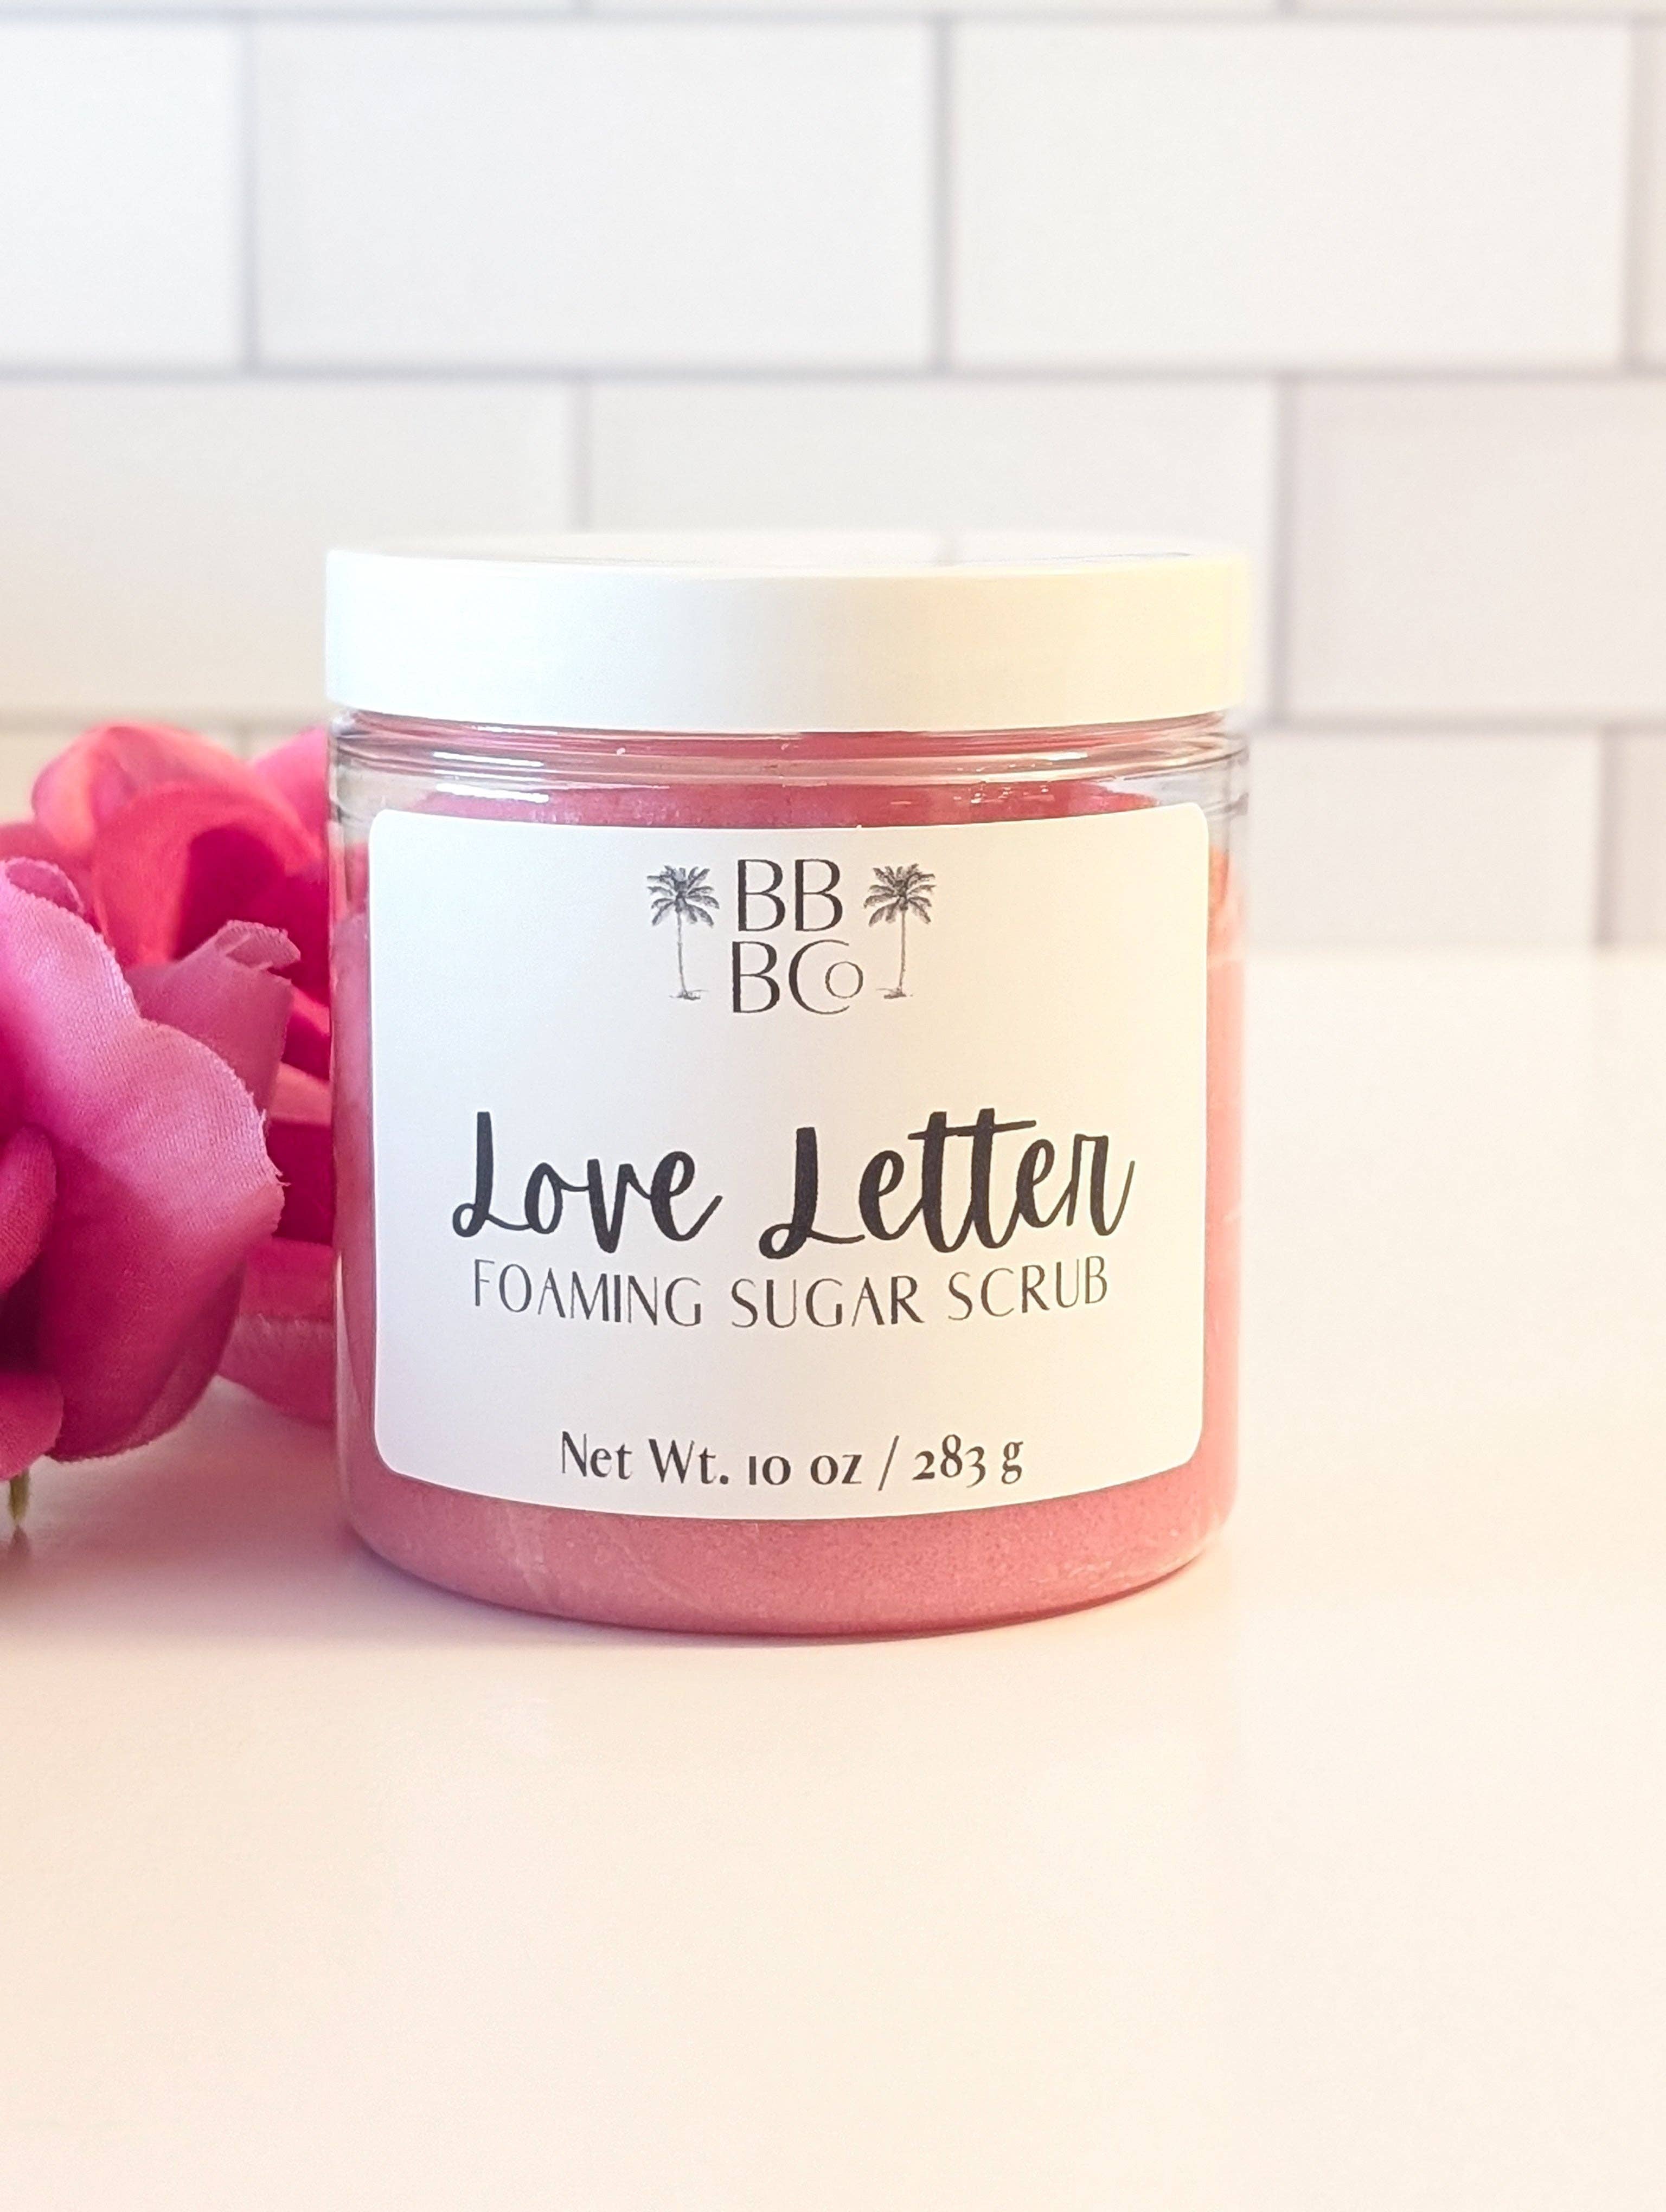 BB
BCo
Love Letter
FOAMING SUGAR SCRUB
Net Wt. 10 oz / 283 g